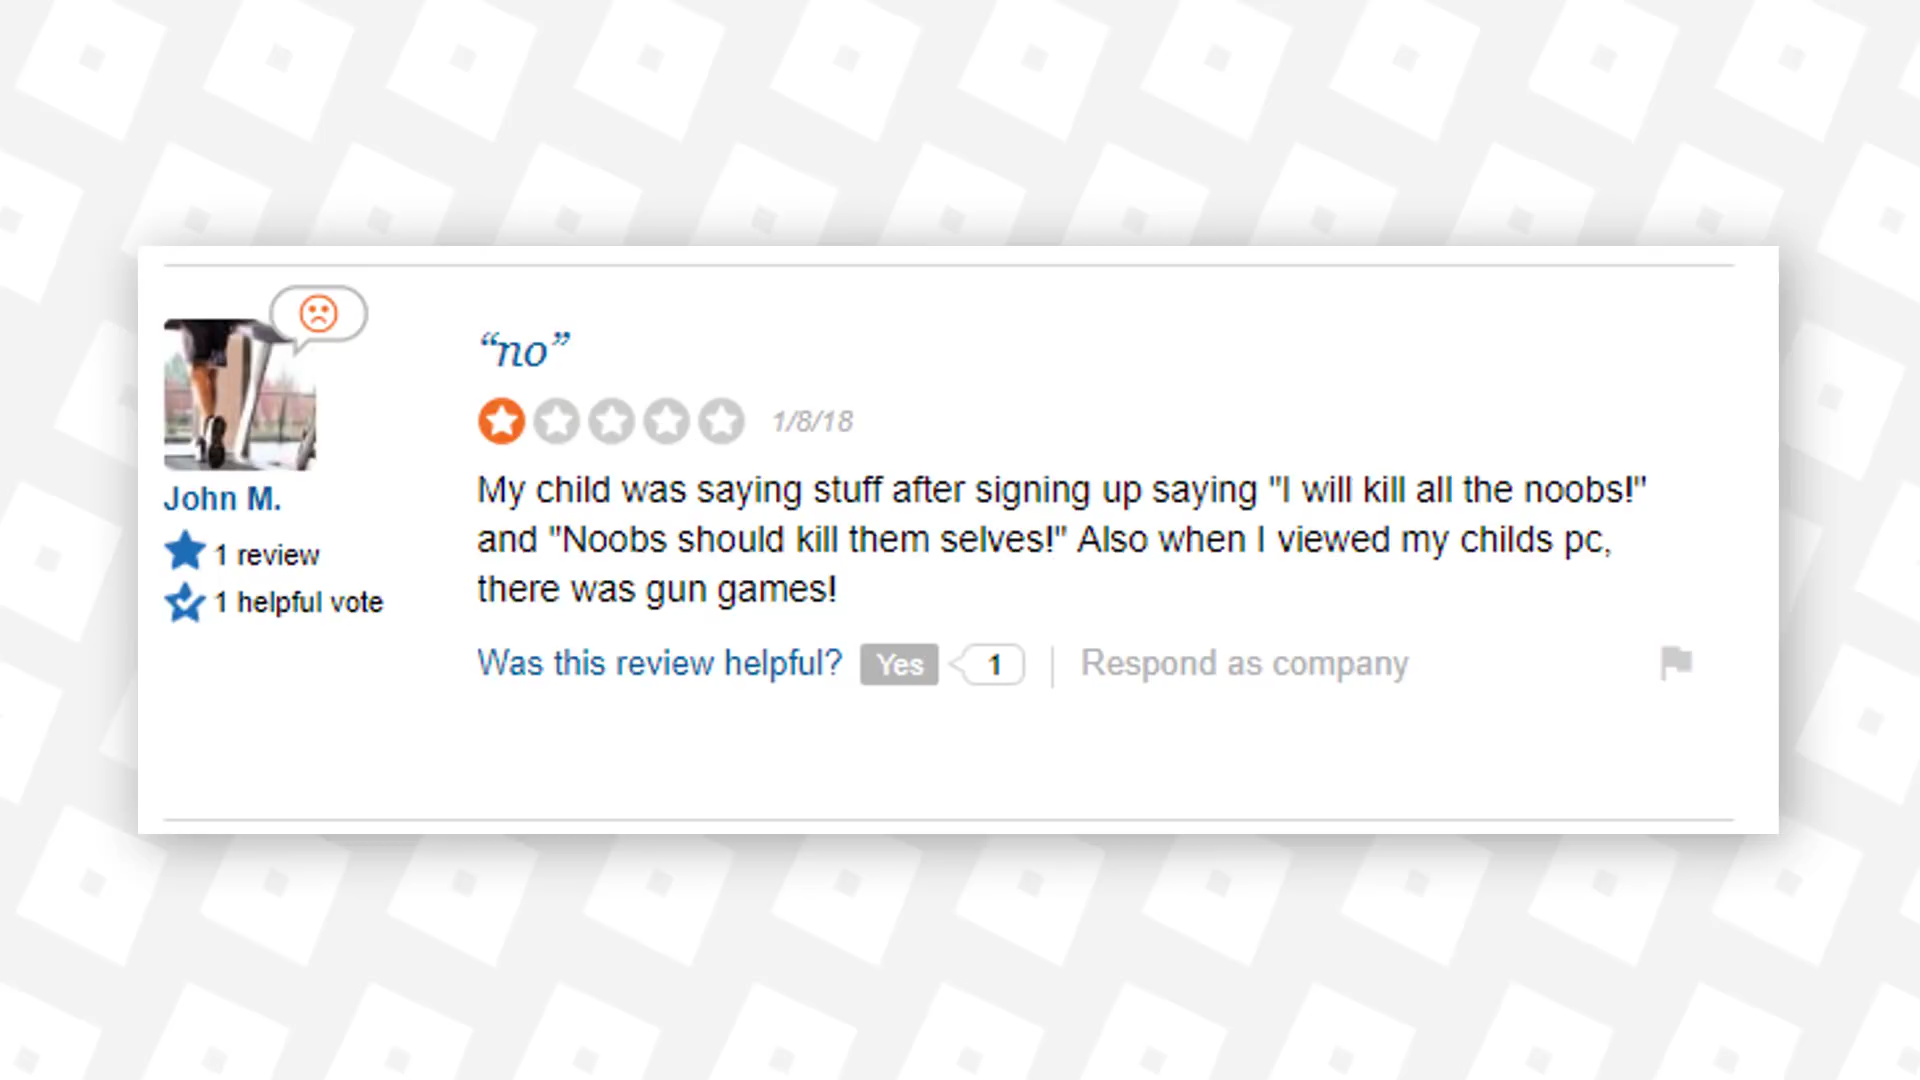 “no”
1/8/18
John M.
1 review
1 helpful vote
My child was saying stuff after signing up saying "I will kill all the noobs!"
and "Noobs should kill them selves!" Also when I viewed my childs pc,
there was gun games!
Was this review helpful? Yes 1 Respond as company